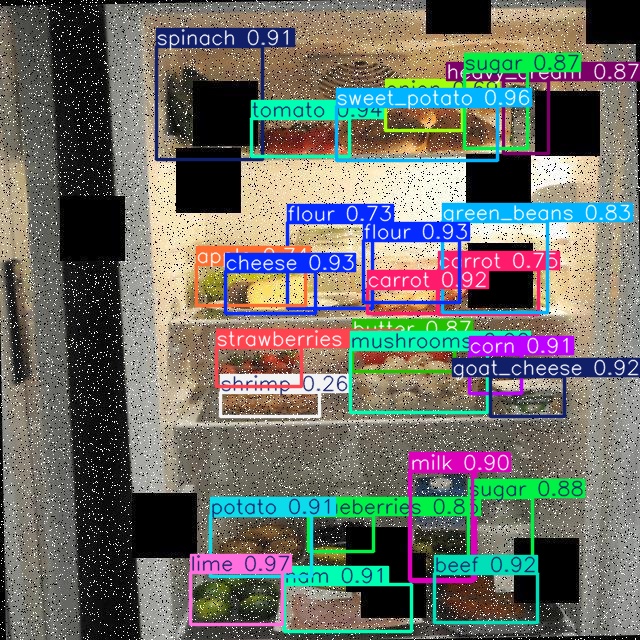 spinach 0.91
sugar 0.87
heavy_cream 0.87
sweet_potato 0.96
tomato 0.94
flour 0.73
green_beans 0.83
flour 0.93
cheese 0.93
carrot 0.75
carrot 0.92
butter 0.87
strawberries
mushrooms
corn 0.91
goat_cheese 0.92
shrimp 0.26
milk 0.90
sugar 0.88
potato 0.91
lime 0.97
ham 0.91
beef 0.92